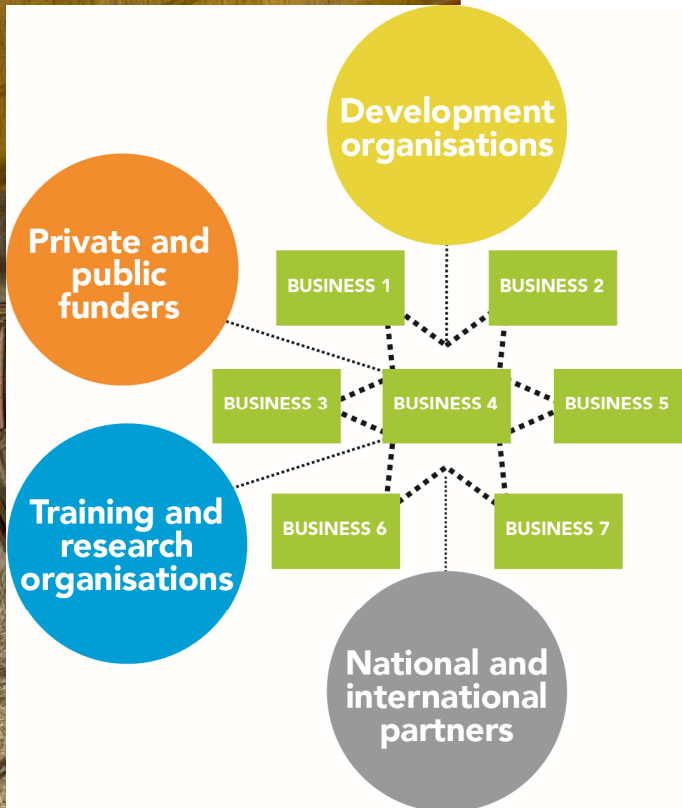 Development
organisations
Private and
public
funders
BUSINESS 1
BUSINESS 2
BUSINESS 3
BUSINESS 4
BUSINESS 5
Training and
research
organisations
BUSINESS 6
BUSINESS 7
National and
international
partners